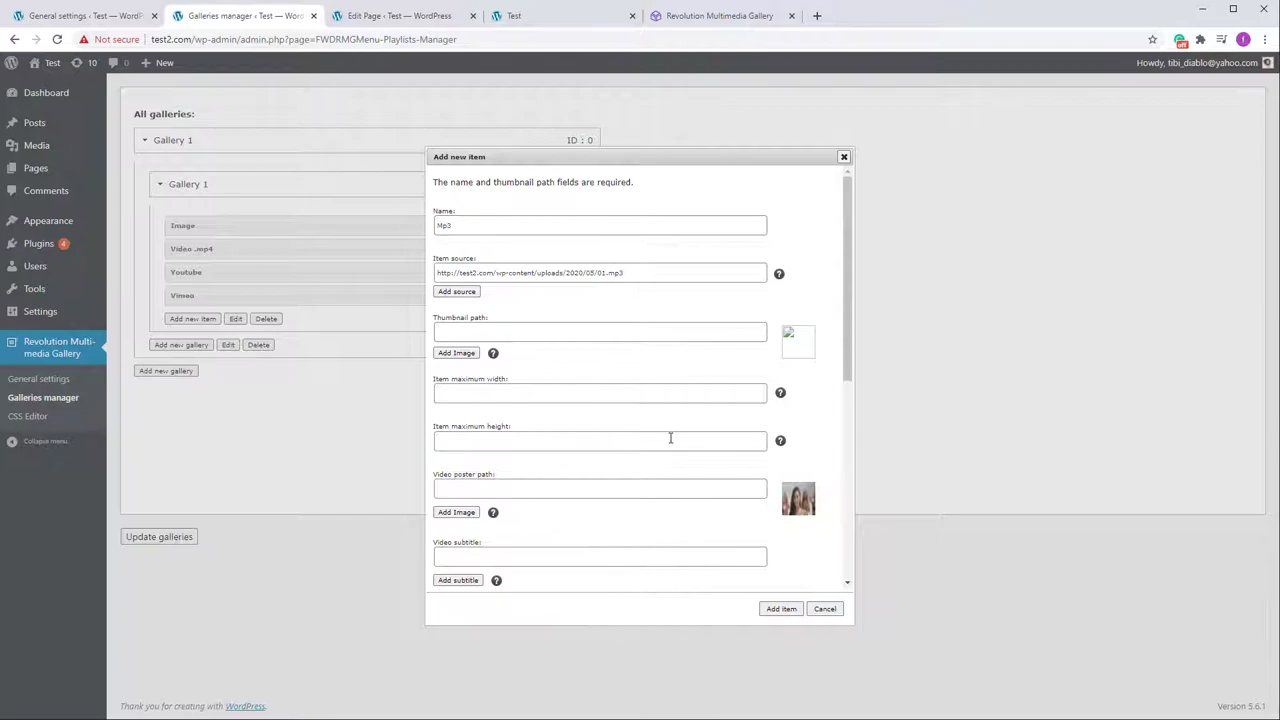 General settings ‹ Test — WordP
Galleries manager ‹ Test — Wor
Edit Page ‹ Test — WordPress
Test
Revolution Multimedia Gallery
Not secure
test2.com/wp-admin/admin.php?page=FWDRMGMenu-Playlists-Manager
off
f
Test
10
0
New
Howdy, tibi_diablo@yahoo.com
Dashboard
Posts
Media
Pages
Comments
Appearance
Plugins 4
Users
Tools
Settings
Revolution Multi-
media Gallery
General settings
Galleries manager
CSS Editor
Collapse menu
All galleries:
Gallery 1
ID : 0
Gallery 1
Image
Video .mp4
Youtube
Vimeo
Add new item
Edit
Delete
Add new gallery
Edit
Delete
Add new gallery
Update galleries
Add new item
The name and thumbnail path fields are required.
Name:
Mp3
Item source:
http://test2.com/wp-content/uploads/2020/05/01.mp3
Add source
Thumbnail path:
Add Image
Item maximum width:
Item maximum height:
Video poster path:
Add Image
Video subtitle:
Add subtitle
Add item
Cancel
Thank you for creating with WordPress.
Version 5.6.1